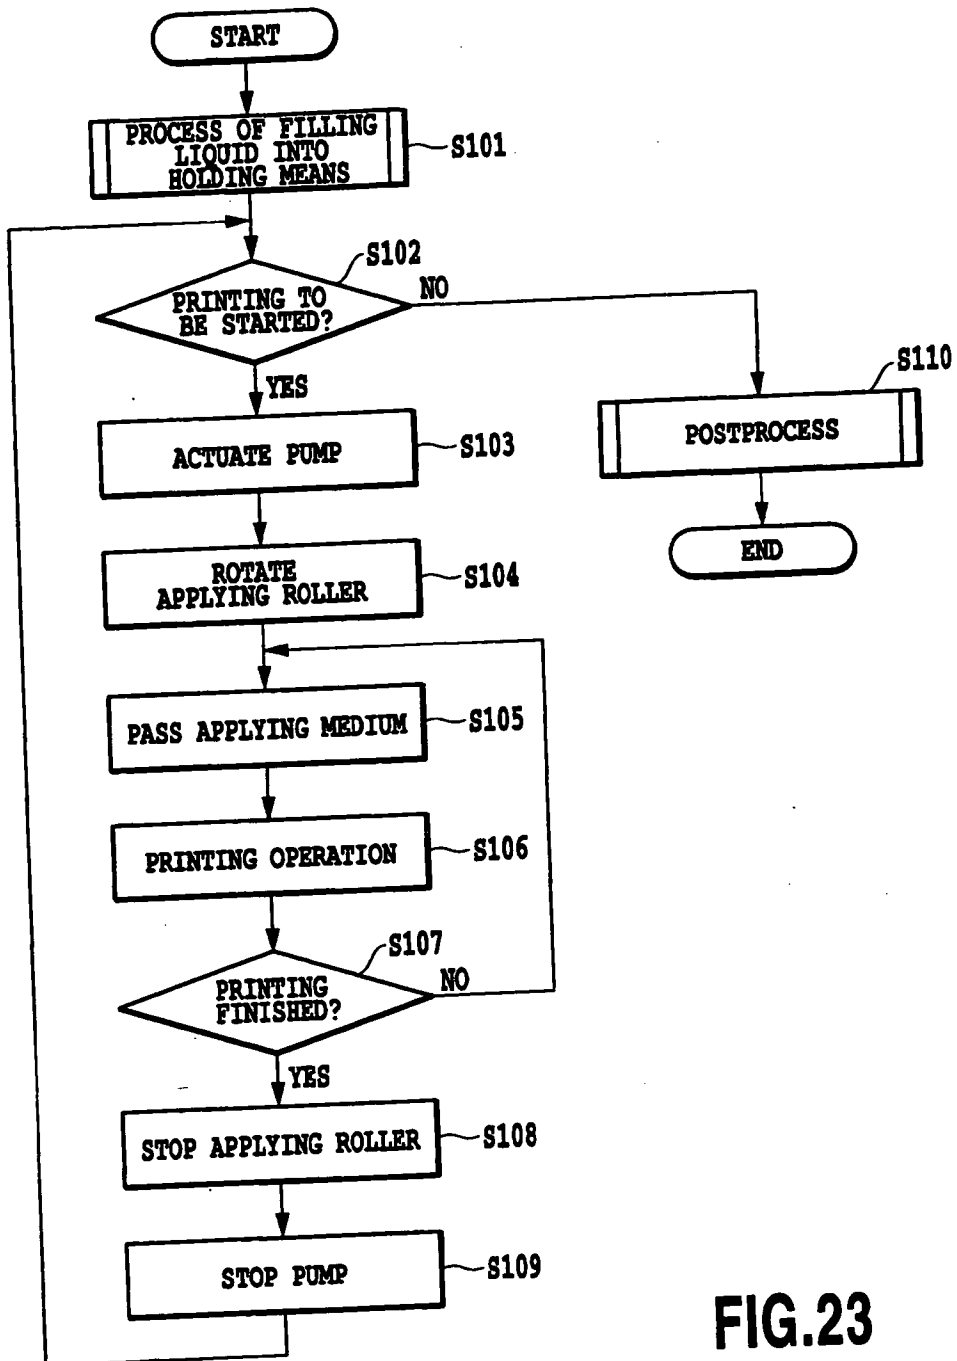 START
PROCESS OF FILLING
LIQUID INTO
HOLDING MEANS
S101
S102
PRINTING TO
BE STARTED?
NO
YES
S110
POSTPROCESS
END
ACTUATE PUMP
S103
ROTATE
APPLYING ROLLER
S104
PASS APPLYING MEDIUM
S105
PRINTING OPERATION
S106
S107
PRINTING
FINISHED?
NO
YES
STOP APPLYING ROLLER
S108
STOP PUMP
S109
FIG.23